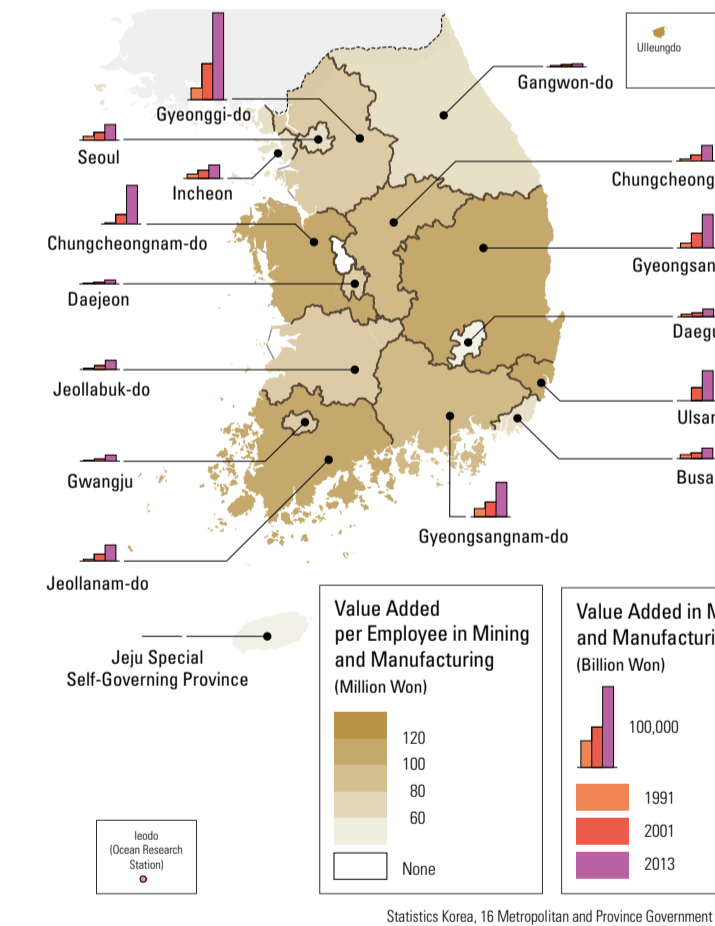 Ulleungdo
Gangwon-do
Gyeonggi-do
Seoul
Incheon
Chungcheong
Chungcheongnam-do
Gyeongsan
Daejeon
Daegu
Jeollabuk-do
Ulsan
Gwangju
Busa
Gyeongsangnam-do
Jeollanam-do
Jeju Special
Self-Governing Province
Value Added
per Employee in Mining
and Manufacturing
(Million Won)
120
100
80
60
None
Value Added in M
and Manufacturi
(Billion Won)
100,000
1991
2001
2013
Ieodo
(Ocean Research
Station)
Statistics Korea, 16 Metropolitan and Province Government